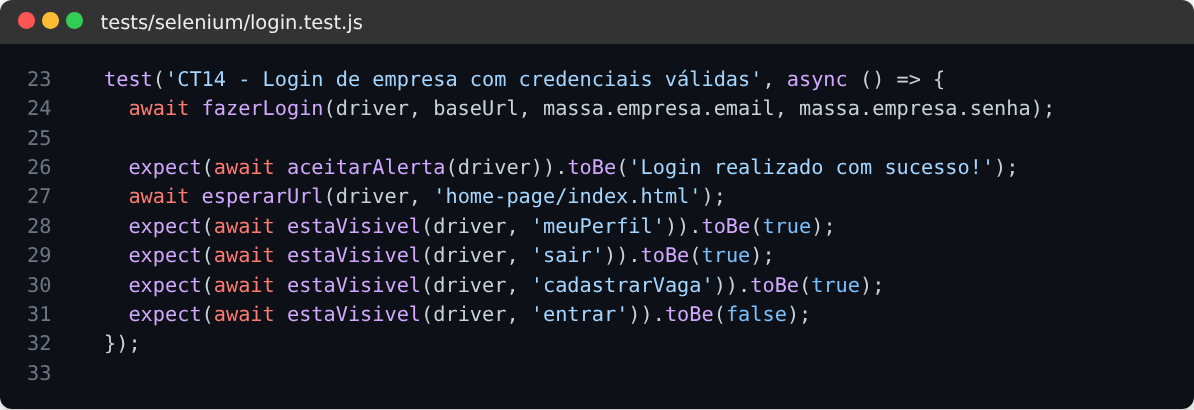 tests/selenium/login.test.js
23 test('CT14 - Login de empresa com credenciais válidas', async () => {
24 await fazerLogin(driver, baseUrl, massa.empresa.email, massa.empresa.senha);
25
26 expect(await aceitarAlerta(driver)).toBe('Login realizado com sucesso!');
27 await esperarUrl(driver, 'home-page/index.html');
28 expect(await estaVisivel(driver, 'meuPerfil')).toBe(true);
29 expect(await estaVisivel(driver, 'sair')).toBe(true);
30 expect(await estaVisivel(driver, 'cadastrarVaga')).toBe(true);
31 expect(await estaVisivel(driver, 'entrar')).toBe(false);
32 });
33